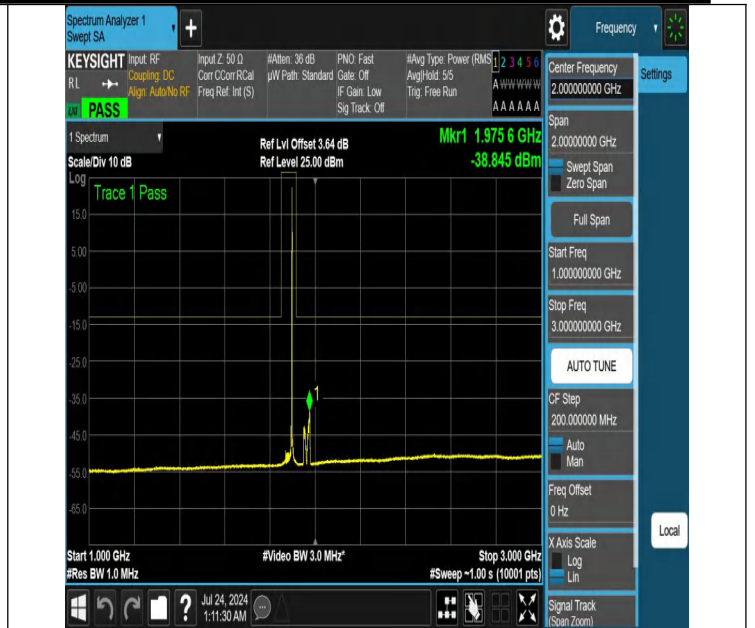 Spectrum Analyzer 1
Swept SA
Frequency
KEYSIGHT
RL
PASS
Input: RF
Coupling: DC
Align: Auto/No RF
Input Z: 50 Ω
Corr CCorr RCal
Freq Ref: Int (S)
#Atten: 36 dB
µW Path: Standard
PNO: Fast
Gate: Off
IF Gain: Low
Sig Track: Off
#Avg Type: Power (RMS
Avg|Hold: 5/5
Trig: Free Run
1 2 3 4 5 6
A W W W W W
A A A A A A
1 Spectrum
Scale/Div 10 dB
Ref Lvl Offset 3.64 dB
Ref Level 25.00 dBm
Mkr1 1.975 6 GHz
-38.845 dBm
Log
Trace 1 Pass
15.0
5.00
-5.00
-15.0
-25.0
-35.0
-45.0
-55.0
-65.0
1
Start 1.000 GHz
#Res BW 1.0 MHz
#Video BW 3.0 MHz*
Stop 3.000 GHz
#Sweep ~1.00 s (10001 pts)
Jul 24, 2024
1:11:30 AM
Center Frequency
2.000000000 GHz
Settings
Span
2.00000000 GHz
Swept Span
Zero Span
Full Span
Start Freq
1.000000000 GHz
Stop Freq
3.000000000 GHz
AUTO TUNE
CF Step
200.000000 MHz
Auto
Man
Freq Offset
0 Hz
X Axis Scale
Log
Lin
Local
Signal Track
(Span Zoom)